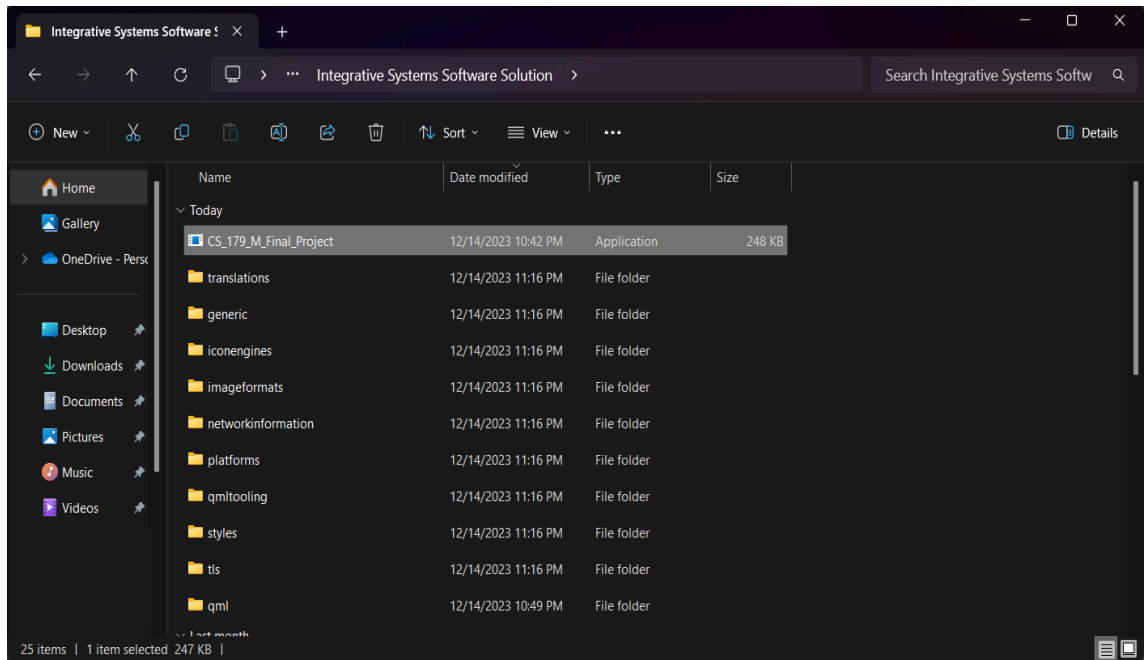 Integrative Systems Software S
Integrative Systems Software Solution
Search Integrative Systems Softw
New
Sort
View
Details
Home
Gallery
OneDrive - Perso
Desktop
Downloads
Documents
Pictures
Music
Videos
Name Date modified Type Size
Today
CS_179_M_Final_Project 12/14/2023 10:42 PM Application 248 KB
translations 12/14/2023 11:16 PM File folder
generic 12/14/2023 11:16 PM File folder
iconengines 12/14/2023 11:16 PM File folder
imageformats 12/14/2023 11:16 PM File folder
networkinformation 12/14/2023 11:16 PM File folder
platforms 12/14/2023 11:16 PM File folder
qmltooling 12/14/2023 11:16 PM File folder
styles 12/14/2023 11:16 PM File folder
tls 12/14/2023 11:16 PM File folder
qml 12/14/2023 10:49 PM File folder
Last month
25 items | 1 item selected 247 KB |